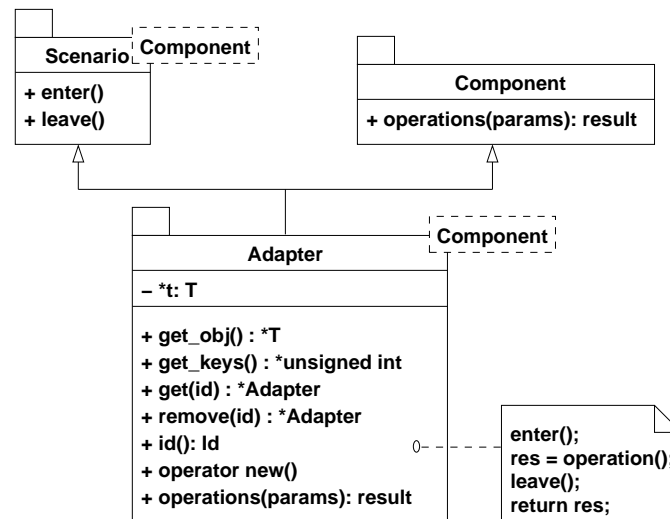 Scenario
Component
+ enter()
+ leave()
Component
+ operations(params): result
Component
Adapter
– *t: T
+ get_obj() : *T
+ get_keys() : *unsigned int
+ get(id) : *Adapter
+ remove(id) : *Adapter
+ id(): Id
+ operator new()
+ operations(params): result
enter();
res = operation();
leave();
return res;